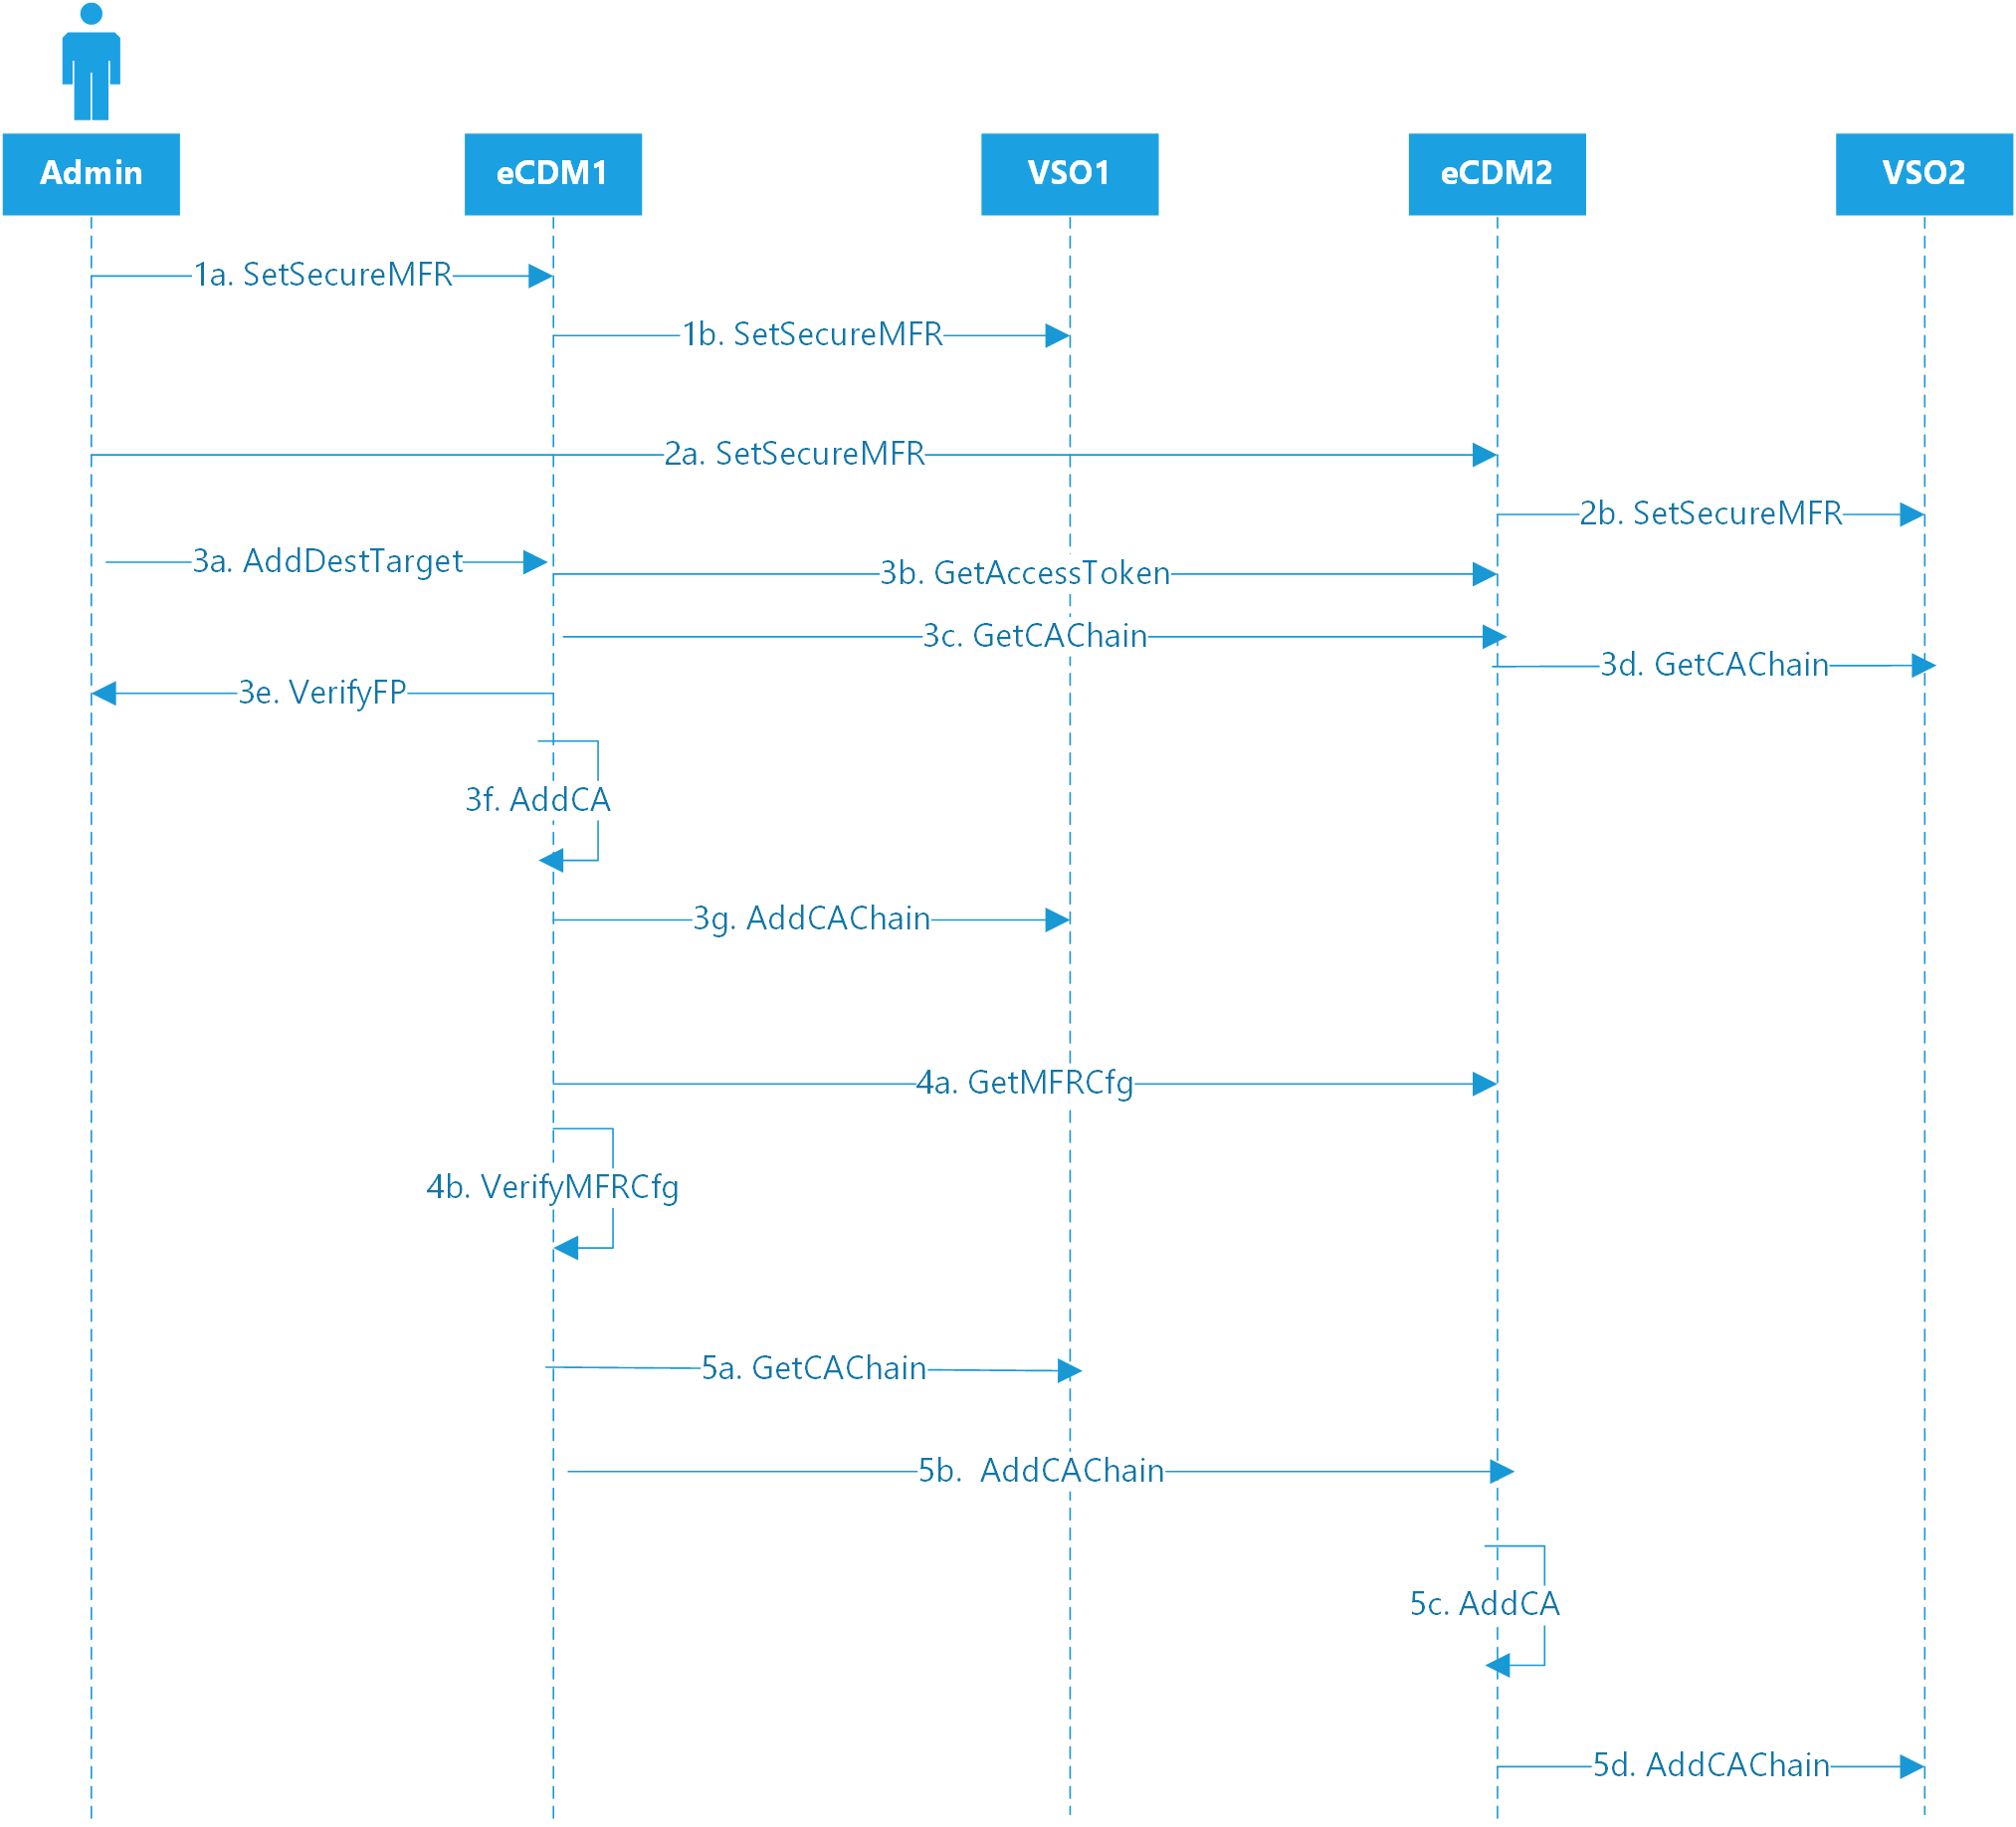 Admin
eCDM1
VSO1
eCDM2
VSO2
1a. SetSecureMFR
1b. SetSecureMFR
2a. SetSecureMFR
2b. SetSecureMFR
3a. AddDestTarget
3b. GetAccessToken
3c. GetCAChain
3d. GetCAChain
3e. VerifyFP
3f. AddCA
3g. AddCAChain
4a. GetMFRCfg
4b. VerifyMFRCfg
5a. GetCAChain
5b. AddCAChain
5c. AddCA
5d. AddCAChain